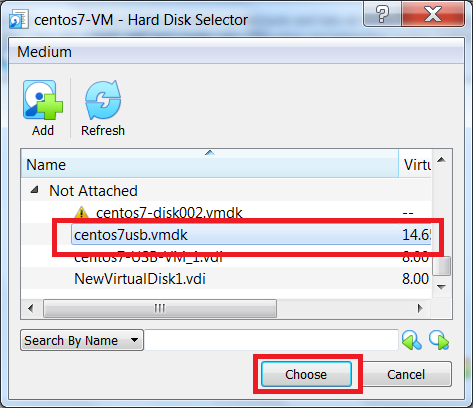 centos7-VM - Hard Disk Selector
Medium
Add Refresh
Name Virtu
Not Attached
centos7-disk002.vmdk --
centos7usb.vmdk 14.65
centos7-USB-VM_1.vdi 8.00
NewVirtualDisk1.vdi 8.00
Search By Name
Choose Cancel